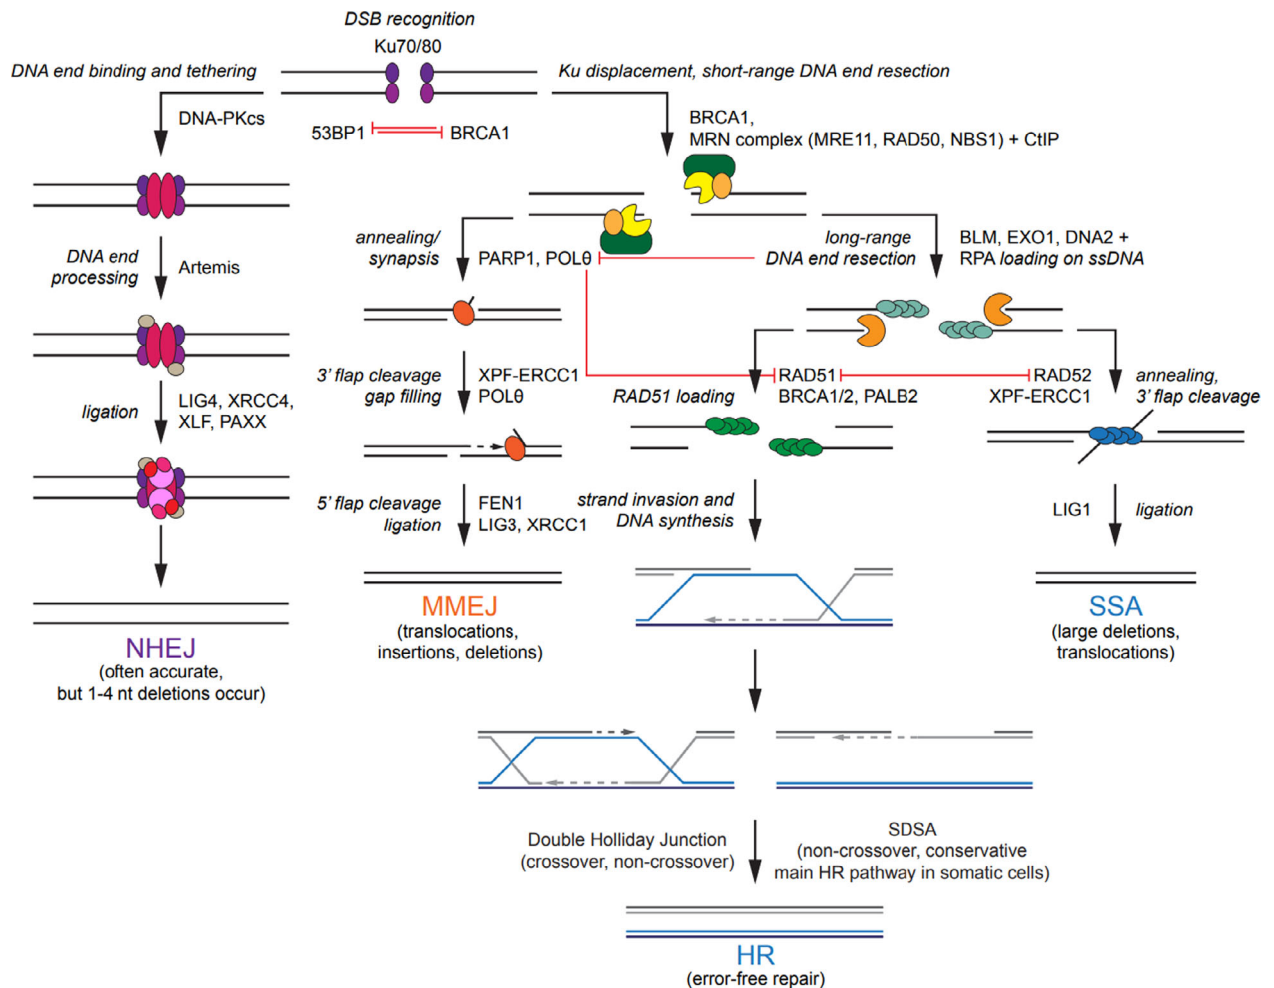 DSB recognition
Ku70/80
DNA end binding and tethering
Ku displacement, short-range DNA end resection
DNA-PKcs
53BP1
BRCA1
BRCA1,
MRN complex (MRE11, RAD50, NBS1) + CtIP
annealing/
synapsis
PARP1, POLθ
long-range
DNA end resection
BLM, EXO1, DNA2 +
RPA loading on ssDNA
DNA end
processing
Artemis
3’ flap cleavage
gap filling
XPF-ERCC1
POLθ
RAD51 loading
RAD51
BRCA1/2, PALB2
RAD52
XPF-ERCC1
annealing,
3’ flap cleavage
ligation
LIG4, XRCC4,
XLF, PAXX
5’ flap cleavage
ligation
FEN1
LIG3, XRCC1
strand invasion and
DNA synthesis
LIG1
ligation
NHEJ
(often accurate,
but 1-4 nt deletions occur)
MMEJ
(translocations,
insertions, deletions)
SSA
(large deletions,
translocations)
Double Holliday Junction
(crossover, non-crossover)
SDSA
(non-crossover, conservative
main HR pathway in somatic cells)
HR
(error-free repair)